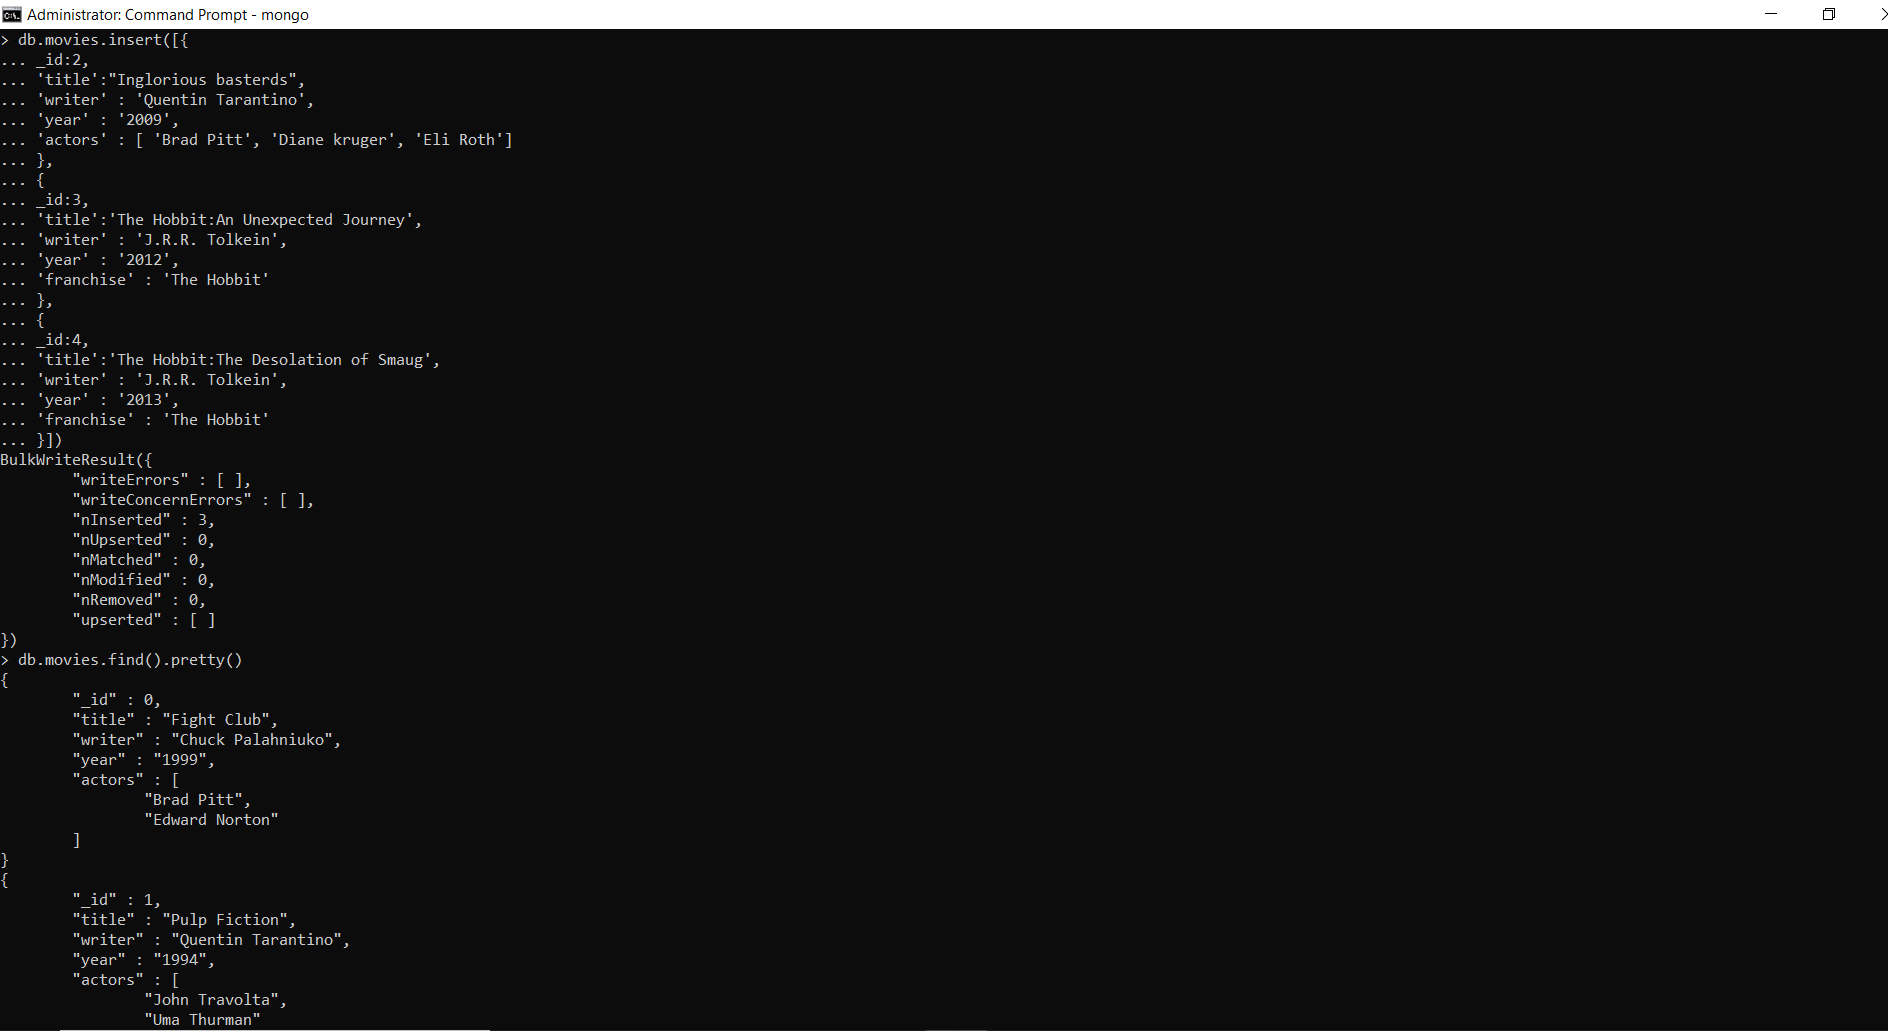 Administrator: Command Prompt - mongo
> db.movies.insert([{
... _id:2,
... 'title':"Inglorious basterds",
... 'writer' : 'Quentin Tarantino',
... 'year' : '2009',
... 'actors' : [ 'Brad Pitt', 'Diane kruger', 'Eli Roth']
... },
... {
... _id:3,
... 'title':'The Hobbit:An Unexpected Journey',
... 'writer' : 'J.R.R. Tolkein',
... 'year' : '2012',
... 'franchise' : 'The Hobbit'
... },
... {
... _id:4,
... 'title':'The Hobbit:The Desolation of Smaug',
... 'writer' : 'J.R.R. Tolkein',
... 'year' : '2013',
... 'franchise' : 'The Hobbit'
... }])
BulkWriteResult({
        "writeErrors" : [ ],
        "writeConcernErrors" : [ ],
        "nInserted" : 3,
        "nUpserted" : 0,
        "nMatched" : 0,
        "nModified" : 0,
        "nRemoved" : 0,
        "upserted" : [ ]
})
> db.movies.find().pretty()
{
        "_id" : 0,
        "title" : "Fight Club",
        "writer" : "Chuck Palahniuko",
        "year" : "1999",
        "actors" : [
                "Brad Pitt",
                "Edward Norton"
        ]
}
{
        "_id" : 1,
        "title" : "Pulp Fiction",
        "writer" : "Quentin Tarantino",
        "year" : "1994",
        "actors" : [
                "John Travolta",
                "Uma Thurman"